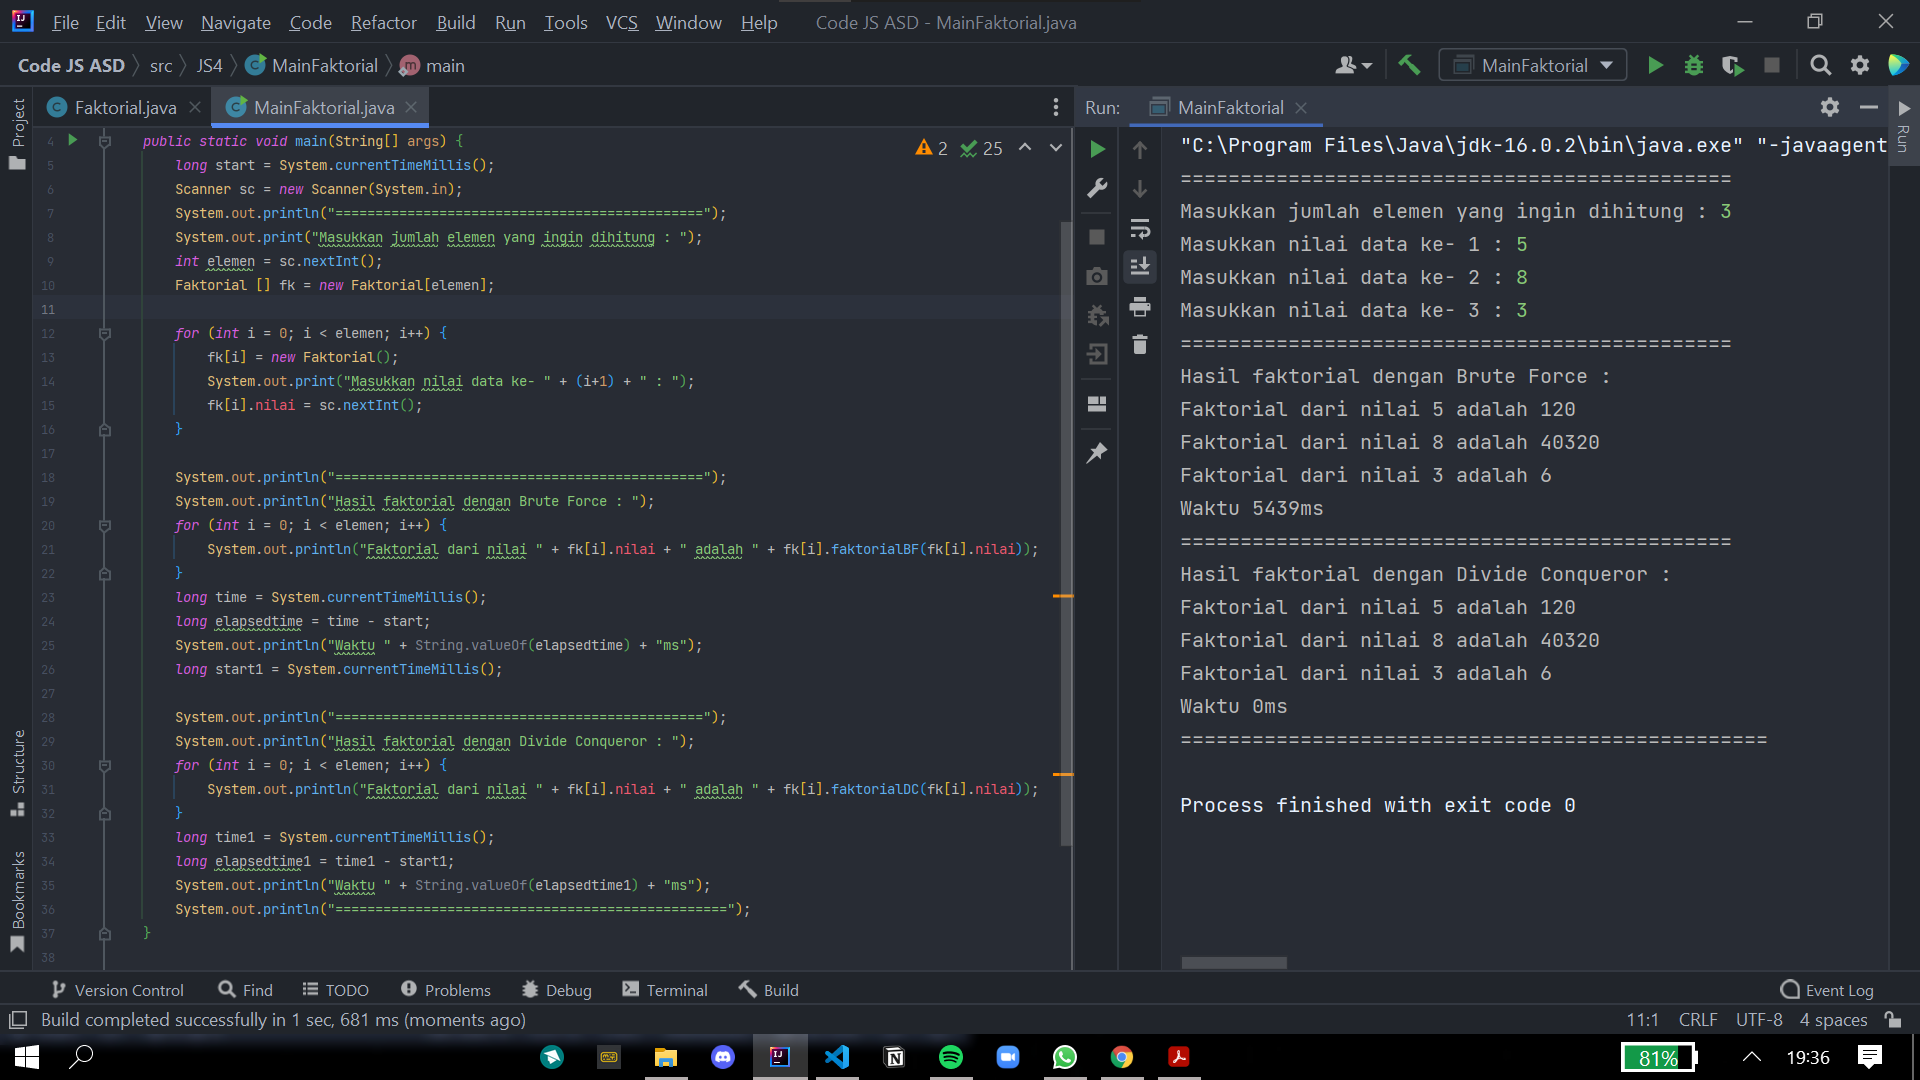 File Edit View Navigate Code Refactor Build Run Tools VCS Window Help Code JS ASD - MainFaktorial.java
Code JS ASD src JS4 MainFaktorial main
MainFaktorial
Project
Faktorial.java
MainFaktorial.java
2 25
4 public static void main(String[] args) {
5 long start = System.currentTimeMillis();
6 Scanner sc = new Scanner(System.in);
7 System.out.println("==============================================");
8 System.out.print("Masukkan jumlah elemen yang ingin dihitung : ");
9 int elemen = sc.nextInt();
10 Faktorial [] fk = new Faktorial[elemen];
11
12 for (int i = 0; i < elemen; i++) {
13 fk[i] = new Faktorial();
14 System.out.print("Masukkan nilai data ke- " + (i+1) + " : ");
15 fk[i].nilai = sc.nextInt();
16 }
17
18 System.out.println("==============================================");
19 System.out.println("Hasil faktorial dengan Brute Force : ");
20 for (int i = 0; i < elemen; i++) {
21 System.out.println("Faktorial dari nilai " + fk[i].nilai + " adalah " + fk[i].faktorialBF(fk[i].nilai));
22 }
23 long time = System.currentTimeMillis();
24 long elapsedtime = time - start;
25 System.out.println("Waktu " + String.valueOf(elapsedtime) + "ms");
26 long start1 = System.currentTimeMillis();
27
28 System.out.println("==============================================");
29 System.out.println("Hasil faktorial dengan Divide Conqueror : ");
30 for (int i = 0; i < elemen; i++) {
31 System.out.println("Faktorial dari nilai " + fk[i].nilai + " adalah " + fk[i].faktorialDC(fk[i].nilai));
32 }
33 long time1 = System.currentTimeMillis();
34 long elapsedtime1 = time1 - start1;
35 System.out.println("Waktu " + String.valueOf(elapsedtime1) + "ms");
36 System.out.println("=================================================");
37 }
38
Structure
Bookmarks
Run: MainFaktorial
Run
"C:\Program Files\Java\jdk-16.0.2\bin\java.exe" "-javaagent
==============================================
Masukkan jumlah elemen yang ingin dihitung : 3
Masukkan nilai data ke- 1 : 5
Masukkan nilai data ke- 2 : 8
Masukkan nilai data ke- 3 : 3
==============================================
Hasil faktorial dengan Brute Force :
Faktorial dari nilai 5 adalah 120
Faktorial dari nilai 8 adalah 40320
Faktorial dari nilai 3 adalah 6
Waktu 5439ms
==============================================
Hasil faktorial dengan Divide Conqueror :
Faktorial dari nilai 5 adalah 120
Faktorial dari nilai 8 adalah 40320
Faktorial dari nilai 3 adalah 6
Waktu 0ms
=================================================
Process finished with exit code 0
Version Control Find TODO Problems Debug Terminal Build Event Log
Build completed successfully in 1 sec, 681 ms (moments ago) 11:1 CRLF UTF-8 4 spaces
81% 19:36